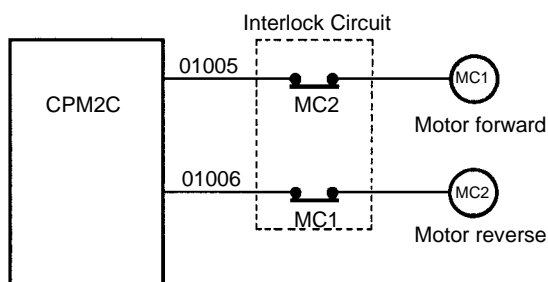 Interlock Circuit
01005
MC1
CPM2C
MC2
Motor forward
01006
MC2
MC1
Motor reverse